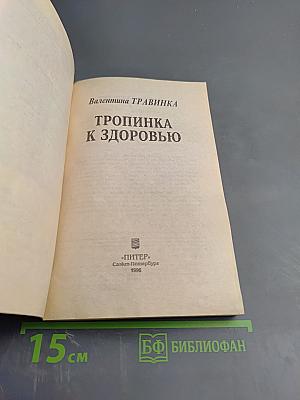 Валентина ТРАВИНКА
ТРОПИНКА
К ЗДОРОВЬЮ
«ПИТЕР»
Санкт-Петербург
1996
15 см
БФ БИБЛИОФАН